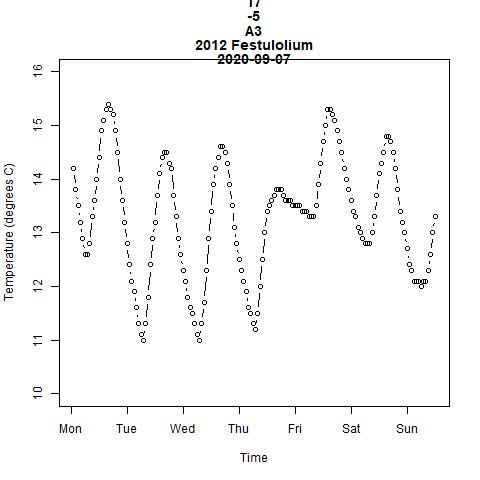 17
-5
A3
2012 Festulolium
2020-09-07
Temperature (degrees C)
16
15
14
13
12
11
10
Mon Tue Wed Thu Fri Sat Sun
Time